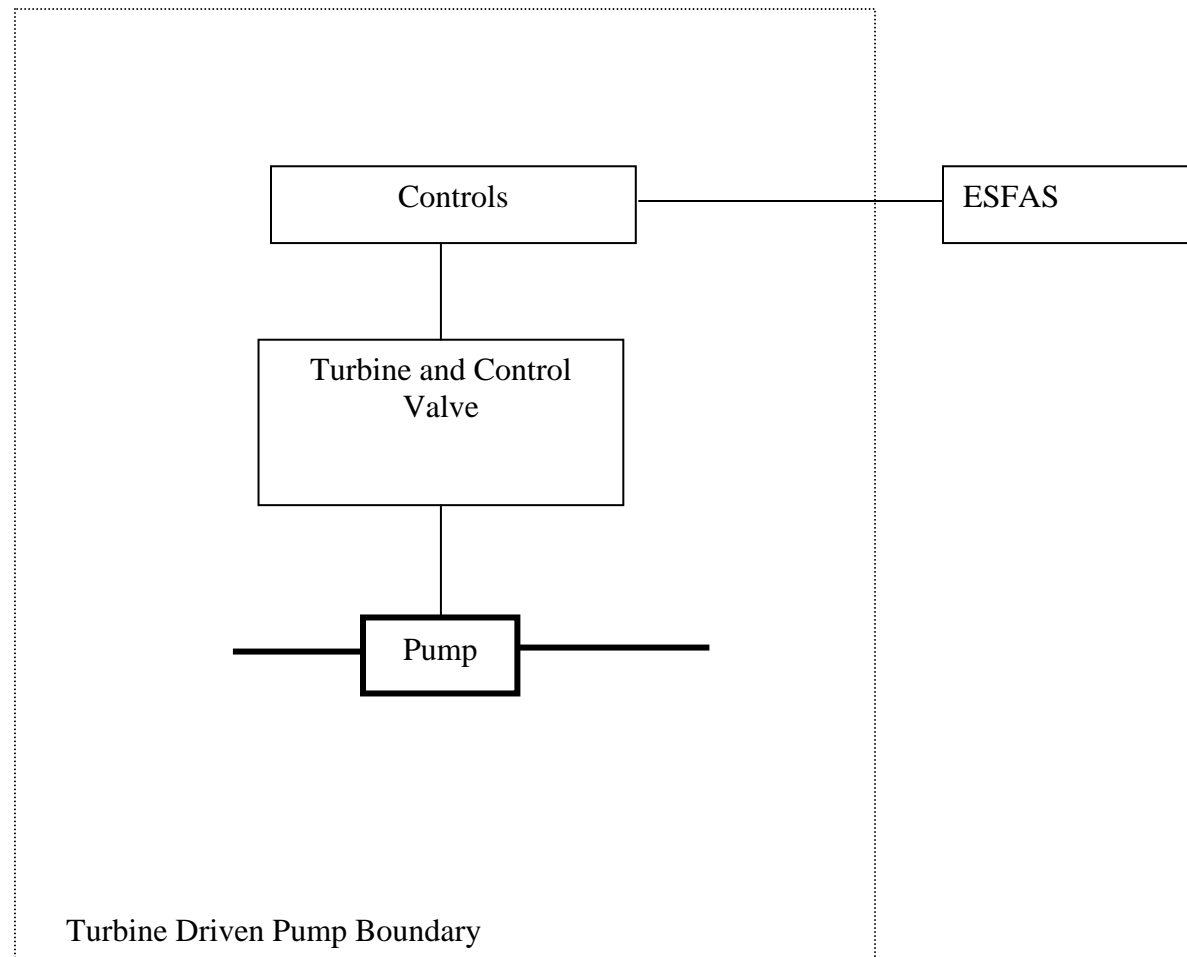 Controls
ESFAS
Turbine and Control
Valve
Pump
Turbine Driven Pump Boundary